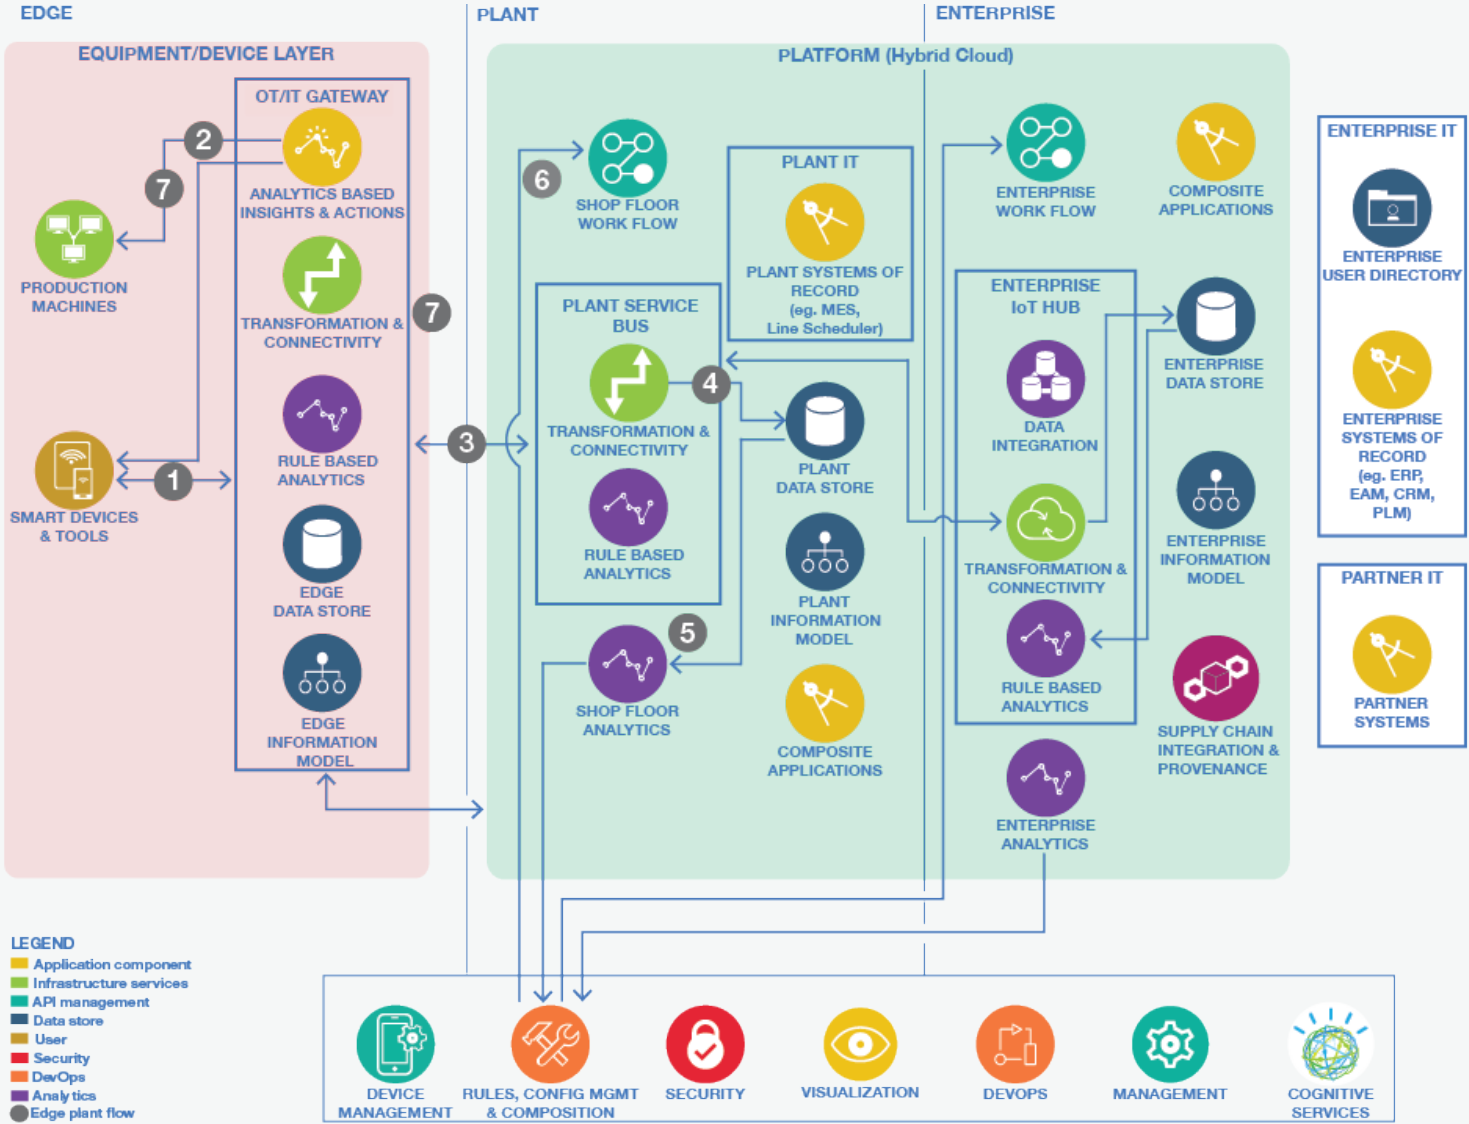 EDGE
PLANT
ENTERPRISE
EQUIPMENT/DEVICE LAYER
PLATFORM (Hybrid Cloud)
OT/IT GATEWAY
2
7
ANALYTICS BASED
INSIGHTS & ACTIONS
PRODUCTION
MACHINES
TRANSFORMATION &
CONNECTIVITY
7
RULE BASED
ANALYTICS
3
1
SMART DEVICES
& TOOLS
EDGE
DATA STORE
EDGE
INFORMATION
MODEL
6
SHOP FLOOR
WORK FLOW
PLANT IT
PLANT SYSTEMS OF
RECORD
(eg. MES,
Line Scheduler)
PLANT SERVICE
BUS
4
TRANSFORMATION &
CONNECTIVITY
RULE BASED
ANALYTICS
PLANT
DATA STORE
PLANT
INFORMATION
MODEL
5
SHOP FLOOR
ANALYTICS
COMPOSITE
APPLICATIONS
ENTERPRISE
WORK FLOW
COMPOSITE
APPLICATIONS
ENTERPRISE
IoT HUB
DATA
INTEGRATION
TRANSFORMATION &
CONNECTIVITY
RULE BASED
ANALYTICS
ENTERPRISE
ANALYTICS
ENTERPRISE
DATA STORE
ENTERPRISE
INFORMATION
MODEL
SUPPLY CHAIN
INTEGRATION &
PROVENANCE
ENTERPRISE IT
ENTERPRISE
USER DIRECTORY
ENTERPRISE
SYSTEMS OF
RECORD
(eg. ERP,
EAM, CRM,
PLM)
PARTNER IT
PARTNER
SYSTEMS
LEGEND
Application component
Infrastructure services
API management
Data store
User
Security
DevOps
Analytics
Edge plant flow
DEVICE
MANAGEMENT
RULES, CONFIG MGMT
& COMPOSITION
SECURITY
VISUALIZATION
DEVOPS
MANAGEMENT
COGNITIVE
SERVICES